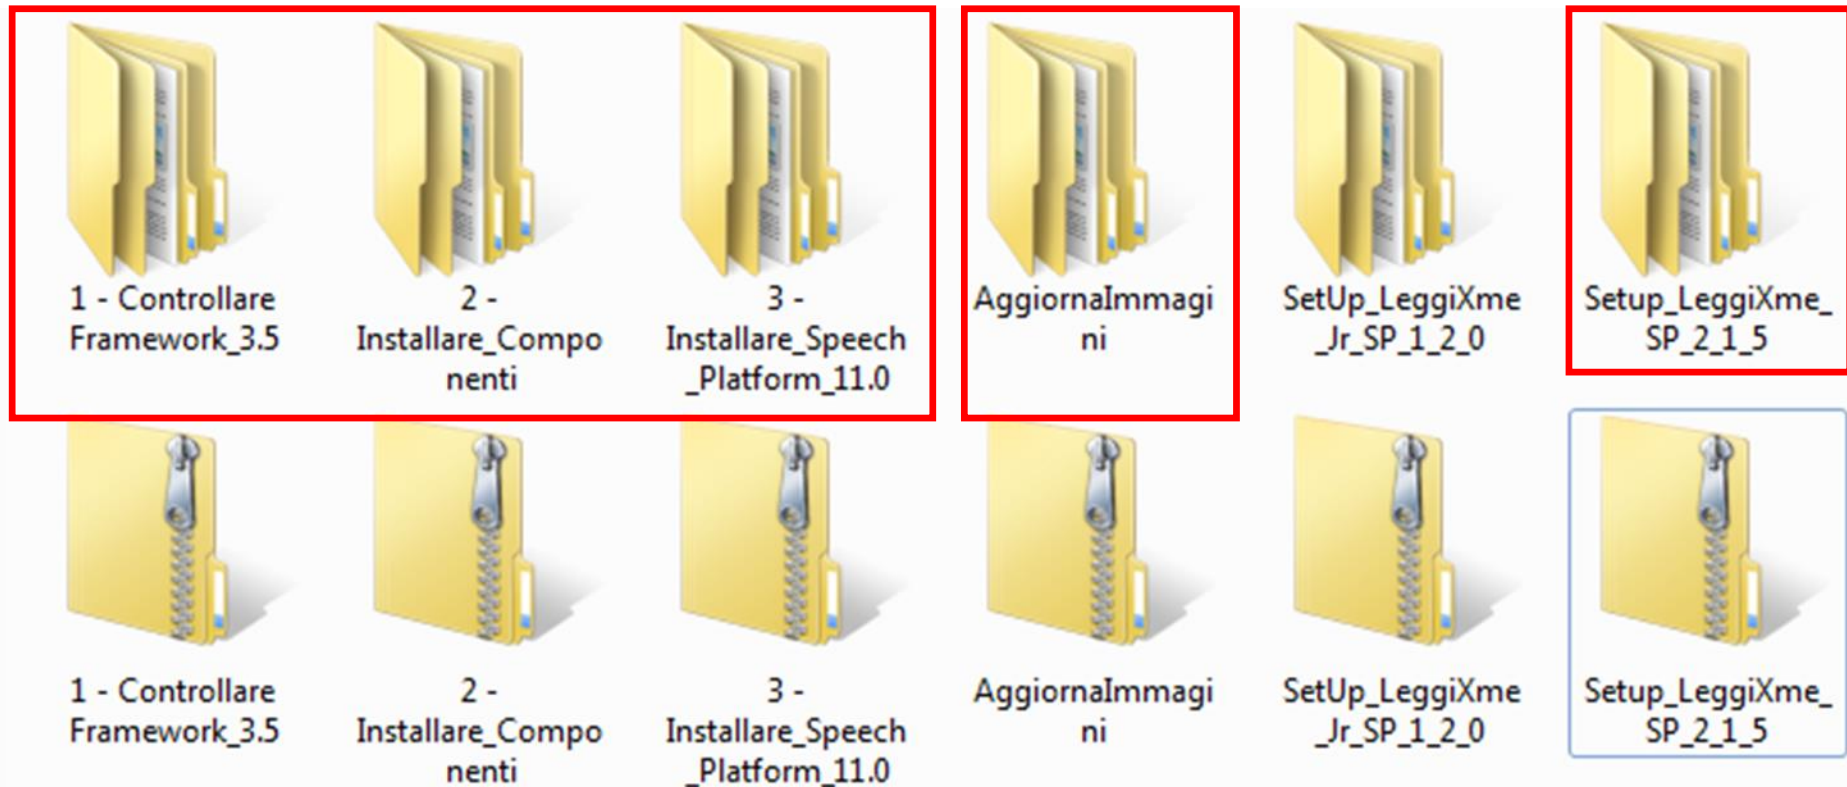 1 - Controllare
Framework_3.5
2 -
Installare_Compo
nenti
3 -
Installare_Speech
_Platform_11.0
AggiornaImmagi
ni
SetUp_LeggiXme
_Jr_SP_1_2_0
Setup_LeggiXme_
SP_2_1_5
1 - Controllare
Framework_3.5
2 -
Installare_Compo
nenti
3 -
Installare_Speech
_Platform_11.0
AggiornaImmagi
ni
SetUp_LeggiXme
_Jr_SP_1_2_0
Setup_LeggiXme_
SP_2_1_5